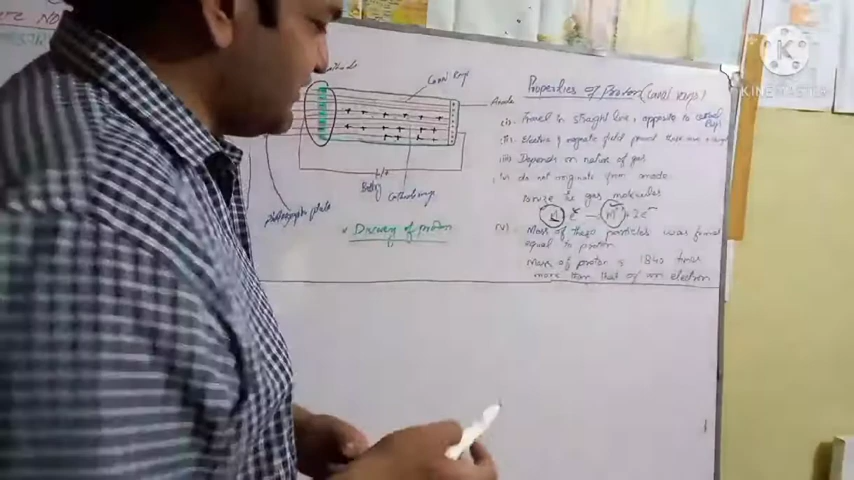 Canal Rays
Anode
Cathode rays
photographic plate
* Discovery of proton
Properties of Proton (Canal rays)
(i) Travel in straight line, opposite to
(ii) Electric & magnetic field
(iii) Depends on nature of gas
(iv) do not originate from anode
ionise the gas molecules
M
(v) Mass of these particles was found
equal to proton
Mass of proton is 1840 times
more than that of an electron
KINEMASTER